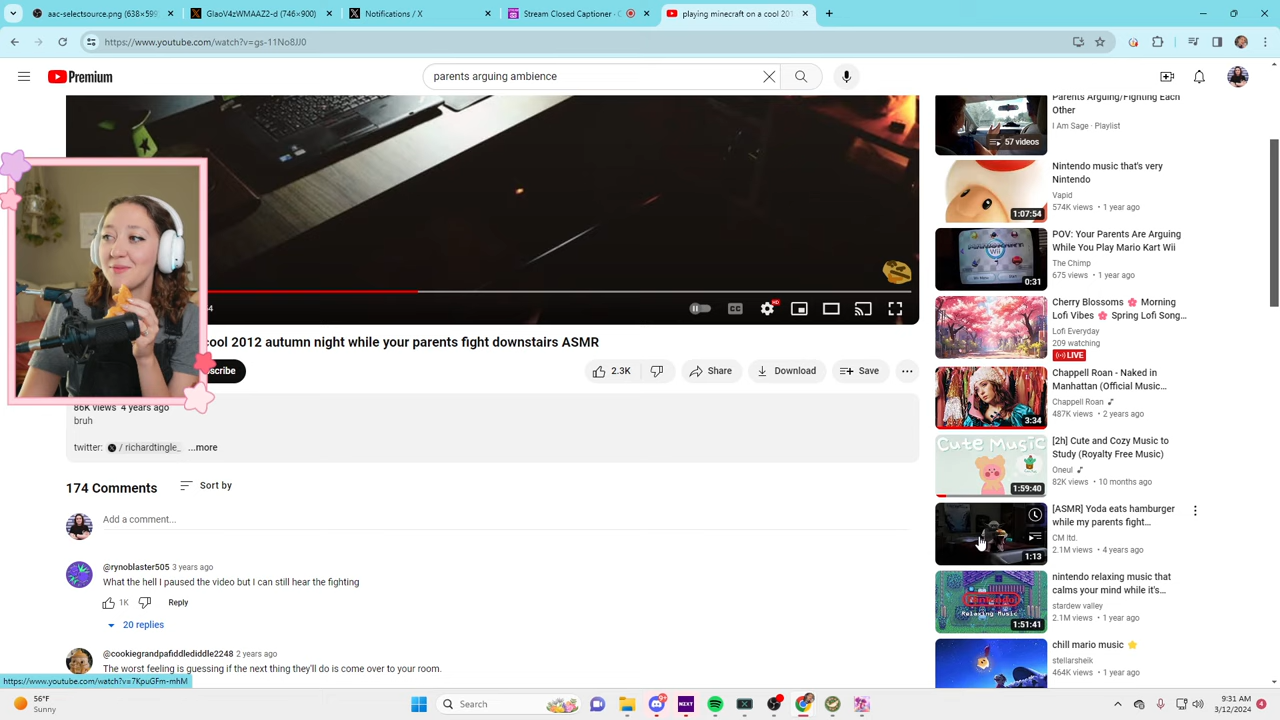 aac-screenshot.pence.png (638×59
GlaoV4zWMAAZ2-d (746×900)
Notifications / X
Stream Closed Captioner - C
playing minecraft on a cool 201
https://www.youtube.com/watch?v=gs-11No8JJ0
Premium
parents arguing ambience
Parents Arguing/Fighting Each
Other
I Am Sage · Playlist
57 videos
Nintendo music that's very
Nintendo
Vapid
574K views • 1 year ago
1:07:54
POV: Your Parents Are Arguing
While You Play Mario Kart Wii
The Chimp
675 views • 1 year ago
0:31
Cherry Blossoms 🌸 Morning
Lofi Vibes 🌸 Spring Lofi Song...
Lofi Everyday
209 watching
LIVE
4
HD
cool 2012 autumn night while your parents fight downstairs ASMR
cribe
2.3K
Share
Download
Save
86K views 4 years ago
bruh
twitter: / richardtingle_ ...more
174 Comments
Sort by
Add a comment...
@rynoblaster505 3 years ago
What the hell I paused the video but I can still hear the fighting
1K
Reply
20 replies
@cookiegrandpafiddlediddle2248 2 years ago
The worst feeling is guessing if the next thing they'll do is come over to your room.
Chappell Roan - Naked in
Manhattan (Official Music...
Chappell Roan
487K views • 2 years ago
3:34
Cute Music
[2h] Cute and Cozy Music to
Study (Royalty Free Music)
Oneul
82K views • 10 months ago
1:59:40
[ASMR] Yoda eats hamburger
while my parents fight...
CM ltd.
2.1M views • 4 years ago
1:13
nintendo relaxing music that
calms your mind while it's...
stardew valley
2.1M views • 1 year ago
1:51:41
chill mario music ⭐
stellarsheik
464K views • 1 year ago
https://www.youtube.com/watch?v=7KpuGFm-mhM
56°F
Sunny
Search
NEXT
9:31 AM
3/12/2024
4